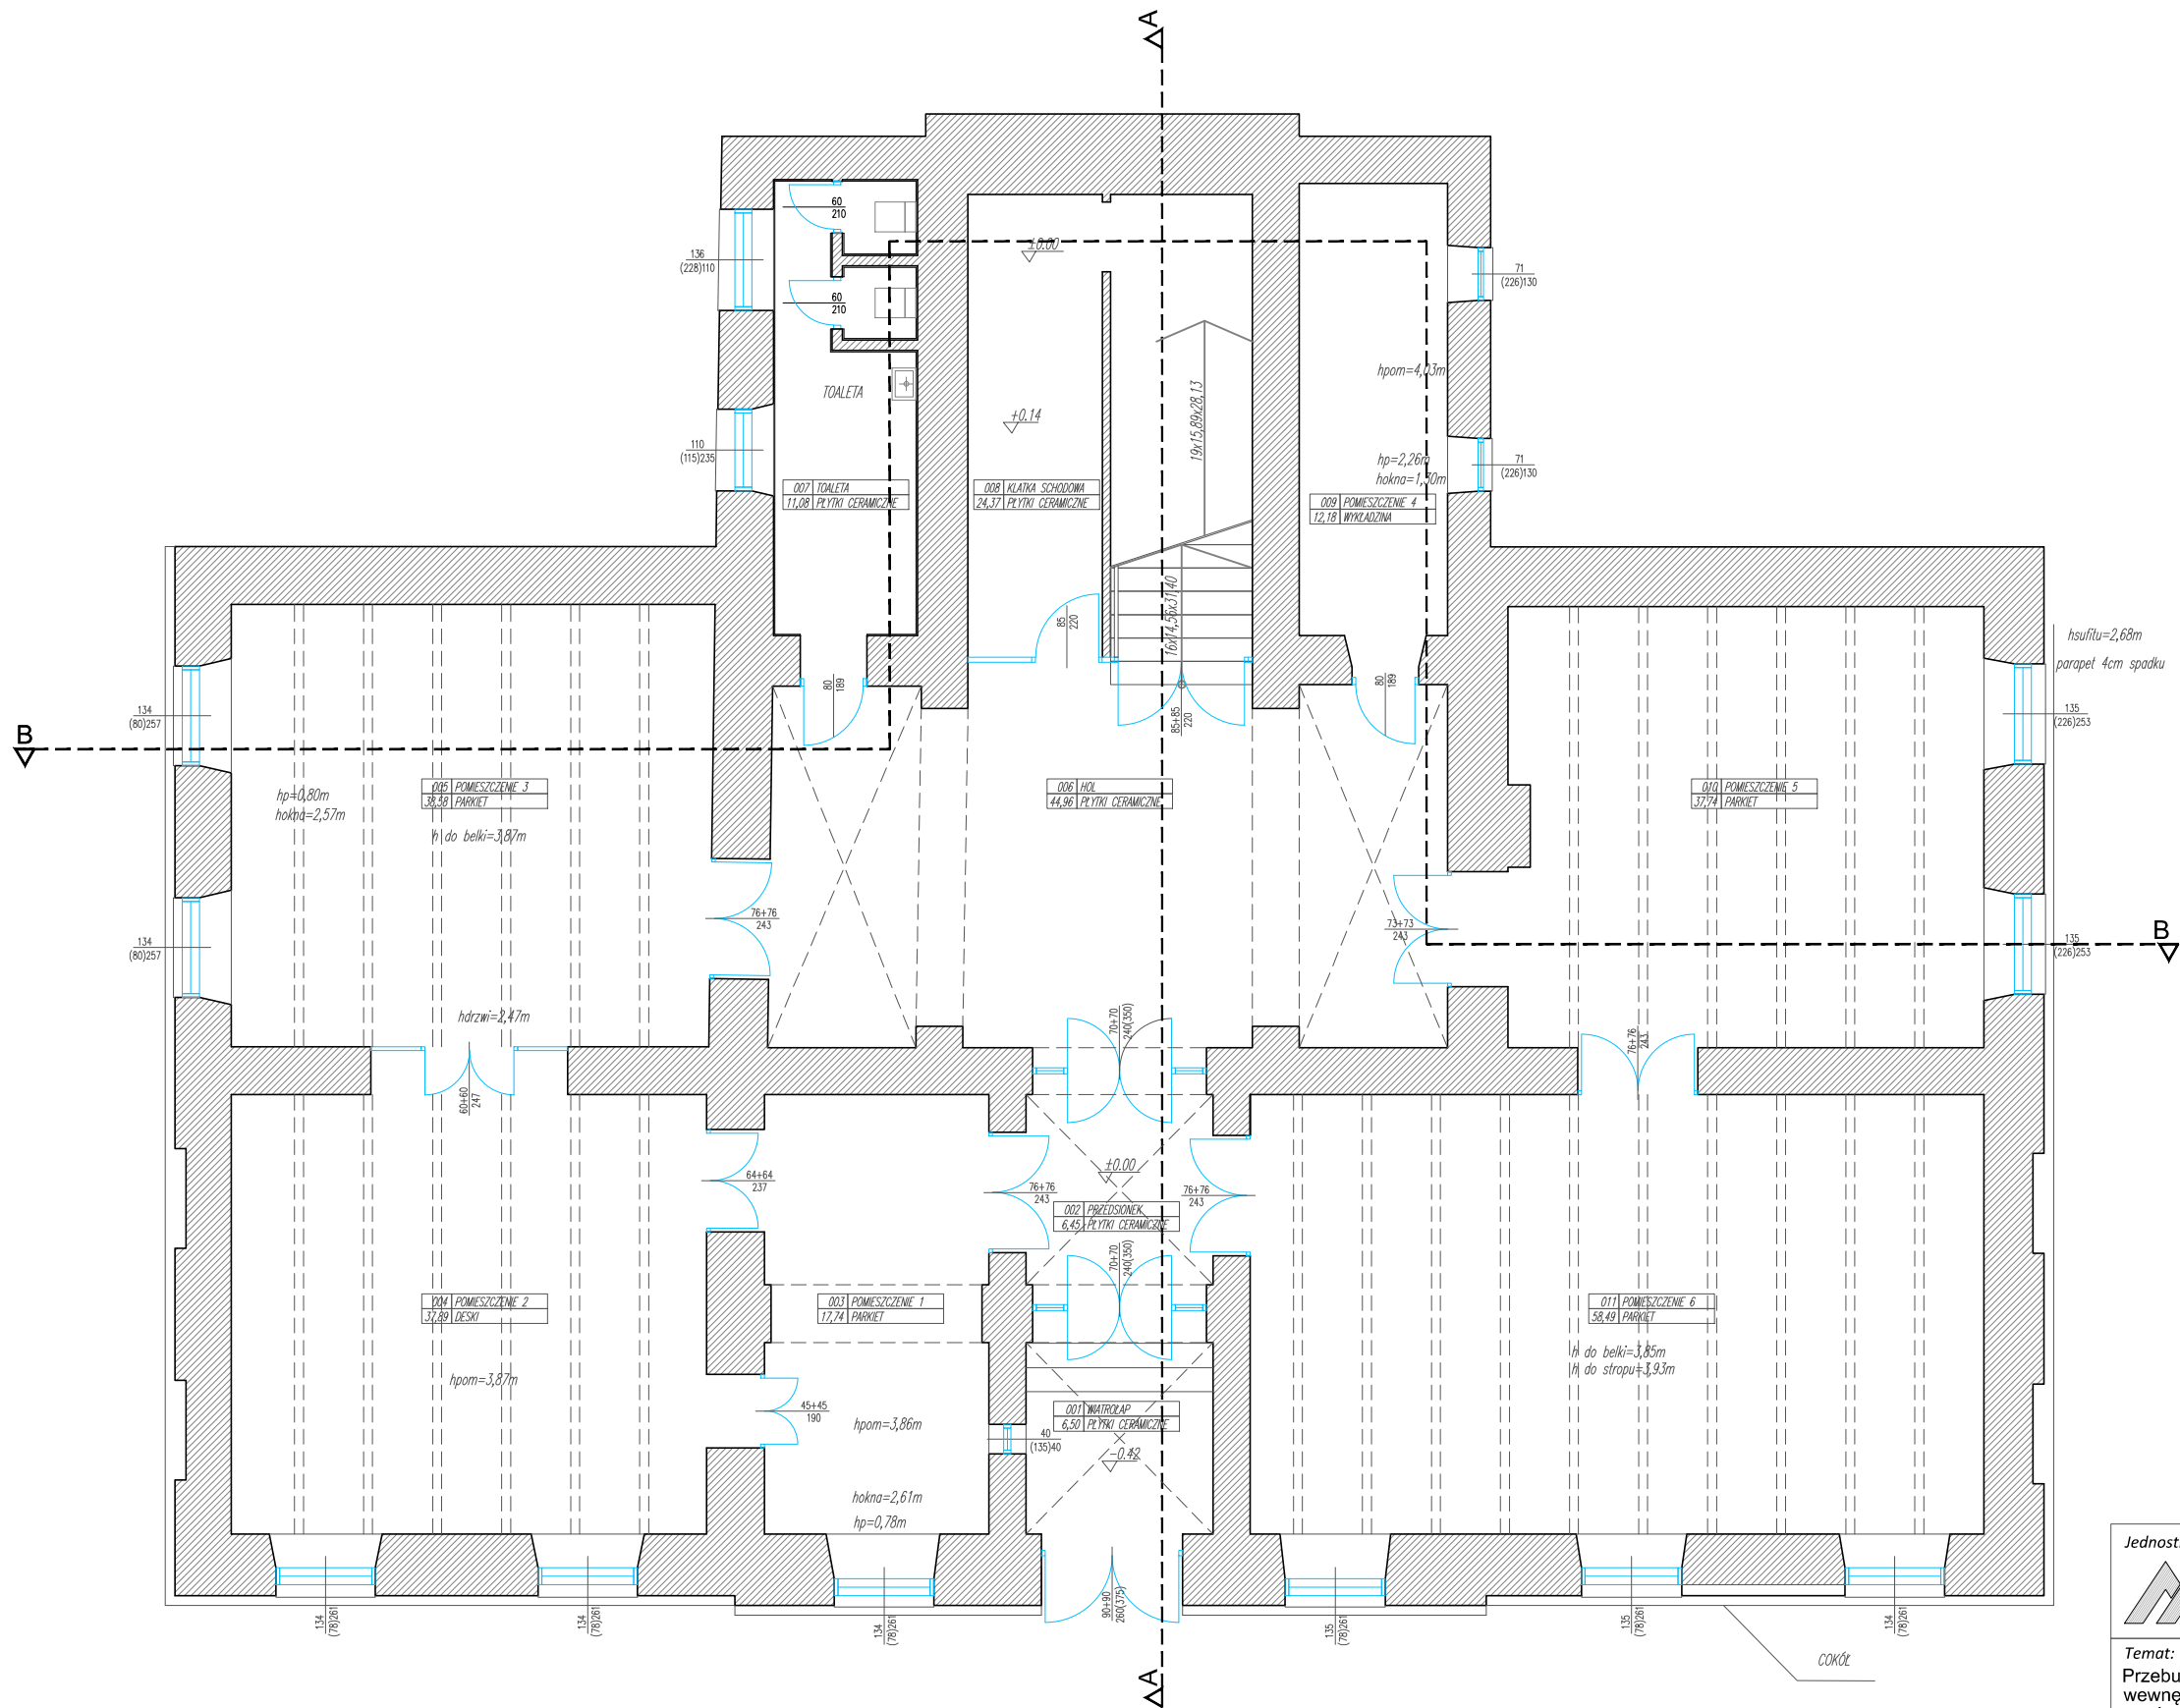 A
60
210
136
(228)110
±0.00
71
(226)130
60
210
hpom=4,03m
TOALETA
19x15,89x28,13
+0.14
110
(115)235
hp=2,26m
hokna=1,30m
71
(226)130
007 TOALETA
11,08 PŁYTKI CERAMICZNE
008 KLATKA SCHODOWA
24,37 PŁYTKI CERAMICZNE
009 POMIESZCZENIE 4
12,18 WYKŁADZINA
16x14,56x31,40
85
220
hsufitu=2,68m
parapet 4cm spadku
80
189
80
189
85+85
220
134
(80)257
135
(226)253
B
005 POMIESZCZENIE 3
38,58 PARKIET
hp=0,80m
hokna=2,57m
h do belki=3,87m
006 HOL
44,96 PŁYTKI CERAMICZNE
010 POMIESZCZENIE 5
37,74 PARKIET
76+76
243
73+73
243
134
(80)257
135
(226)253
B
hdrzwi=2,47m
70+70
240(350)
76+76
243
60+60
247
64+64
237
±0.00
76+76
243
76+76
243
002 PRZEDSIONEK
6,45 PŁYTKI CERAMICZNE
70+70
240(350)
004 POMIESZCZENIE 2
37,89 DESKI
003 POMIESZCZENIE 1
17,74 PARKIET
011 POMIESZCZENIE 6
58,49 PARKIET
h do belki=3,85m
h do stropu=3,93m
hpom=3,87m
45+45
190
hpom=3,86m
001 WIATROŁAP
6,50 PŁYTKI CERAMICZNE
40
(135)40
-0.42
hokna=2,61m
hp=0,78m
134
(78)261
134
(78)261
134
(78)261
90+90
260(375)
135
(78)261
135
(78)261
134
(78)261
COKÓŁ
A
Jednost
Temat:
Przebu
wewnę